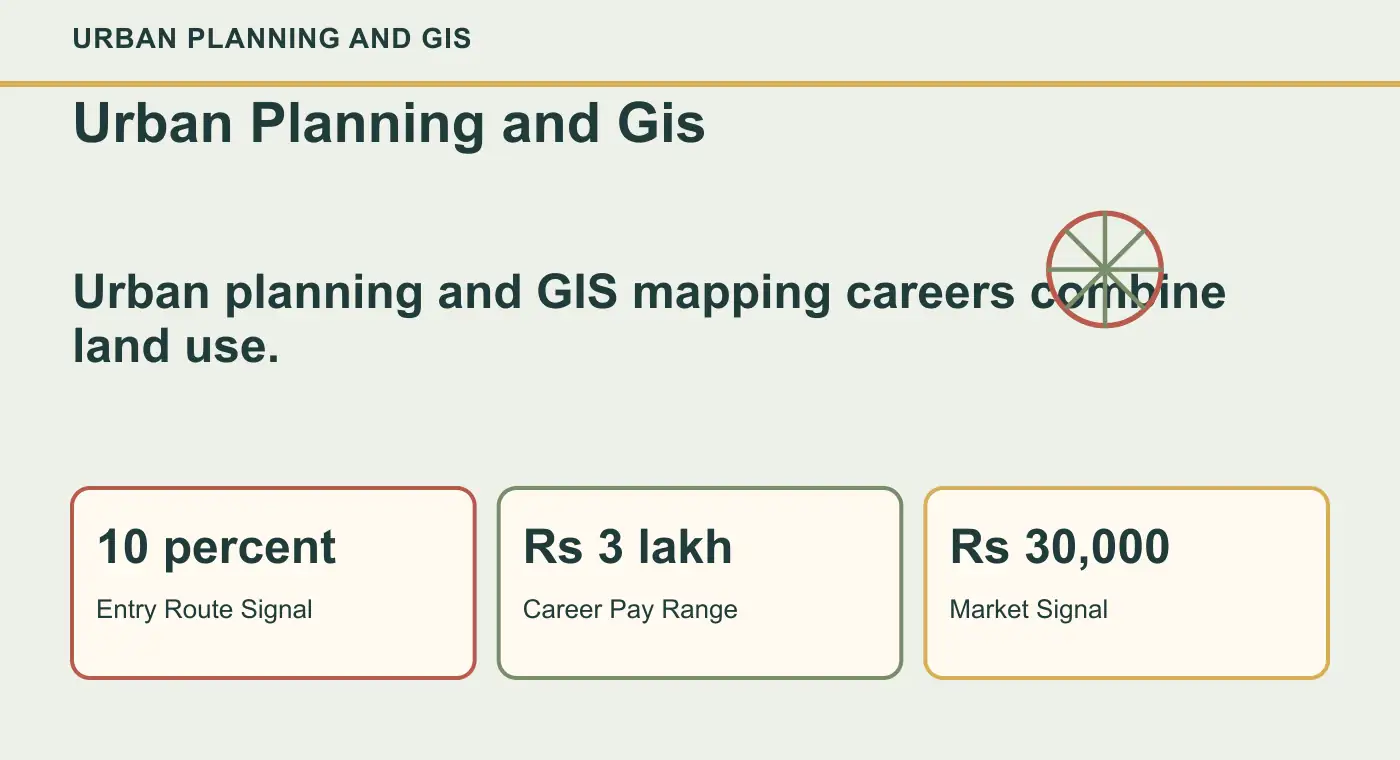 URBAN PLANNING AND GIS
Urban Planning and Gis
Urban planning and GIS mapping careers combine
land use.
10 percent
Entry Route Signal
Rs 3 lakh
Career Pay Range
Rs 30,000
Market Signal